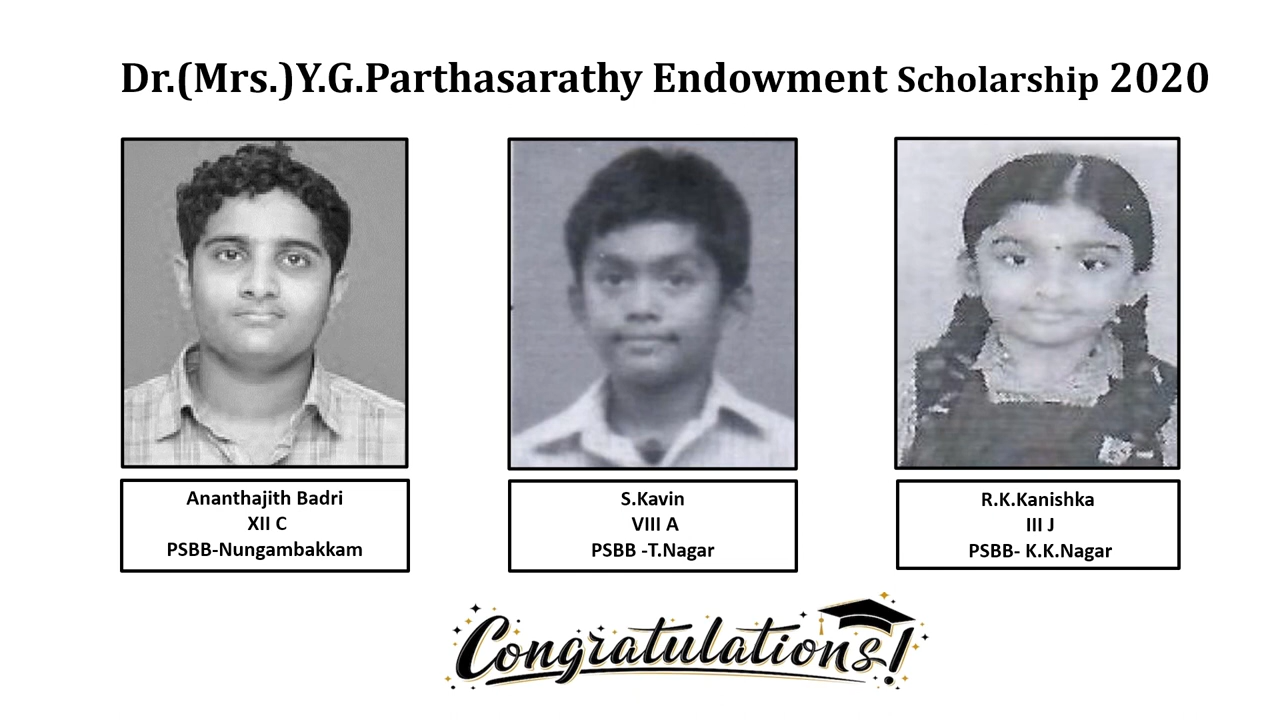 Dr.(Mrs.)Y.G.Parthasarathy Endowment Scholarship 2020
Ananthajith Badri
XII C
PSBB-Nungambakkam
S.Kavin
VIII A
PSBB -T.Nagar
R.K.Kanishka
III J
PSBB- K.K.Nagar
Congratulations!